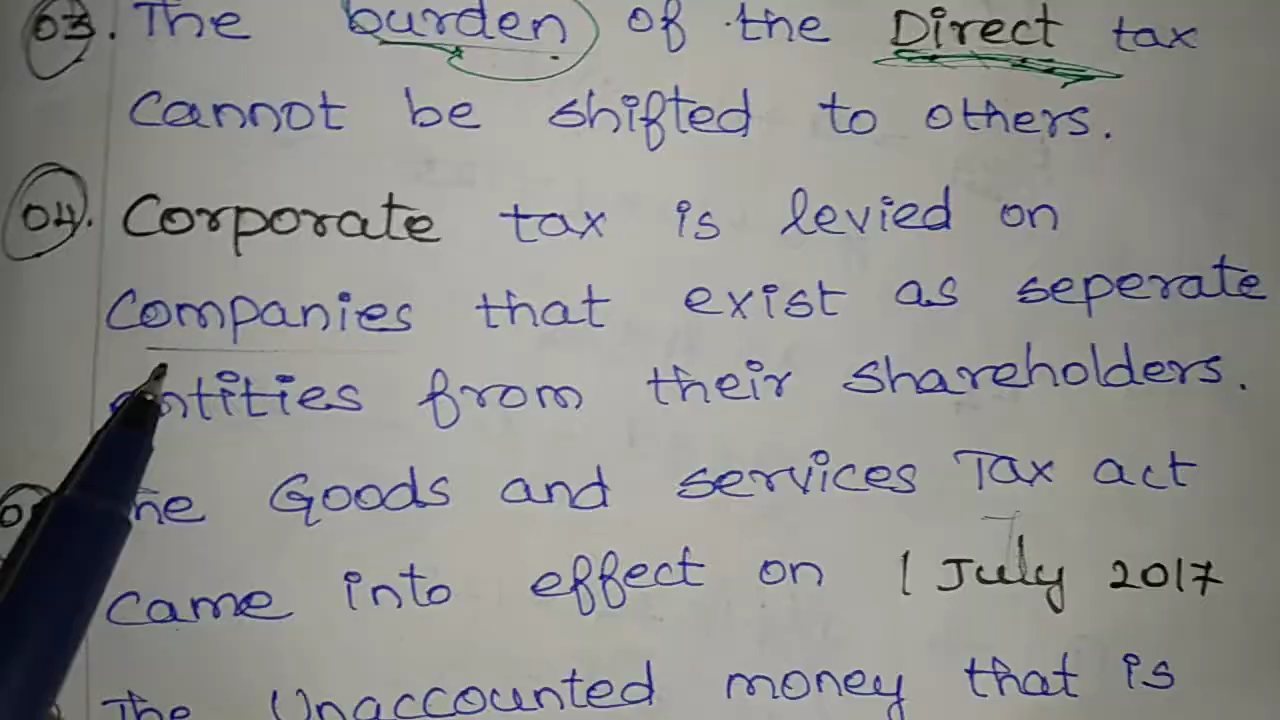 03. The burden of the Direct tax
cannot be shifted to others.
04. Corporate tax is levied on
Companies that exist as seperate
entities from their shareholders.
The Goods and services Tax act
came into effect on 1 July 2017
The Unaccounted money that is